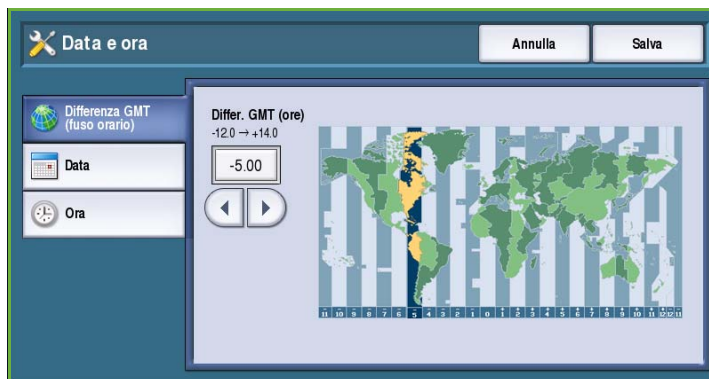 Data e ora
Annulla
Salva
Differenza GMT
(fuso orario)
Data
Ora
Differ. GMT (ore)
-12.0 → +14.0
-5.00
11 10 9 8 7 6 5 4 3 2 1 0 1 2 3 4 5 6 7 8 9 10 11 12 12 11